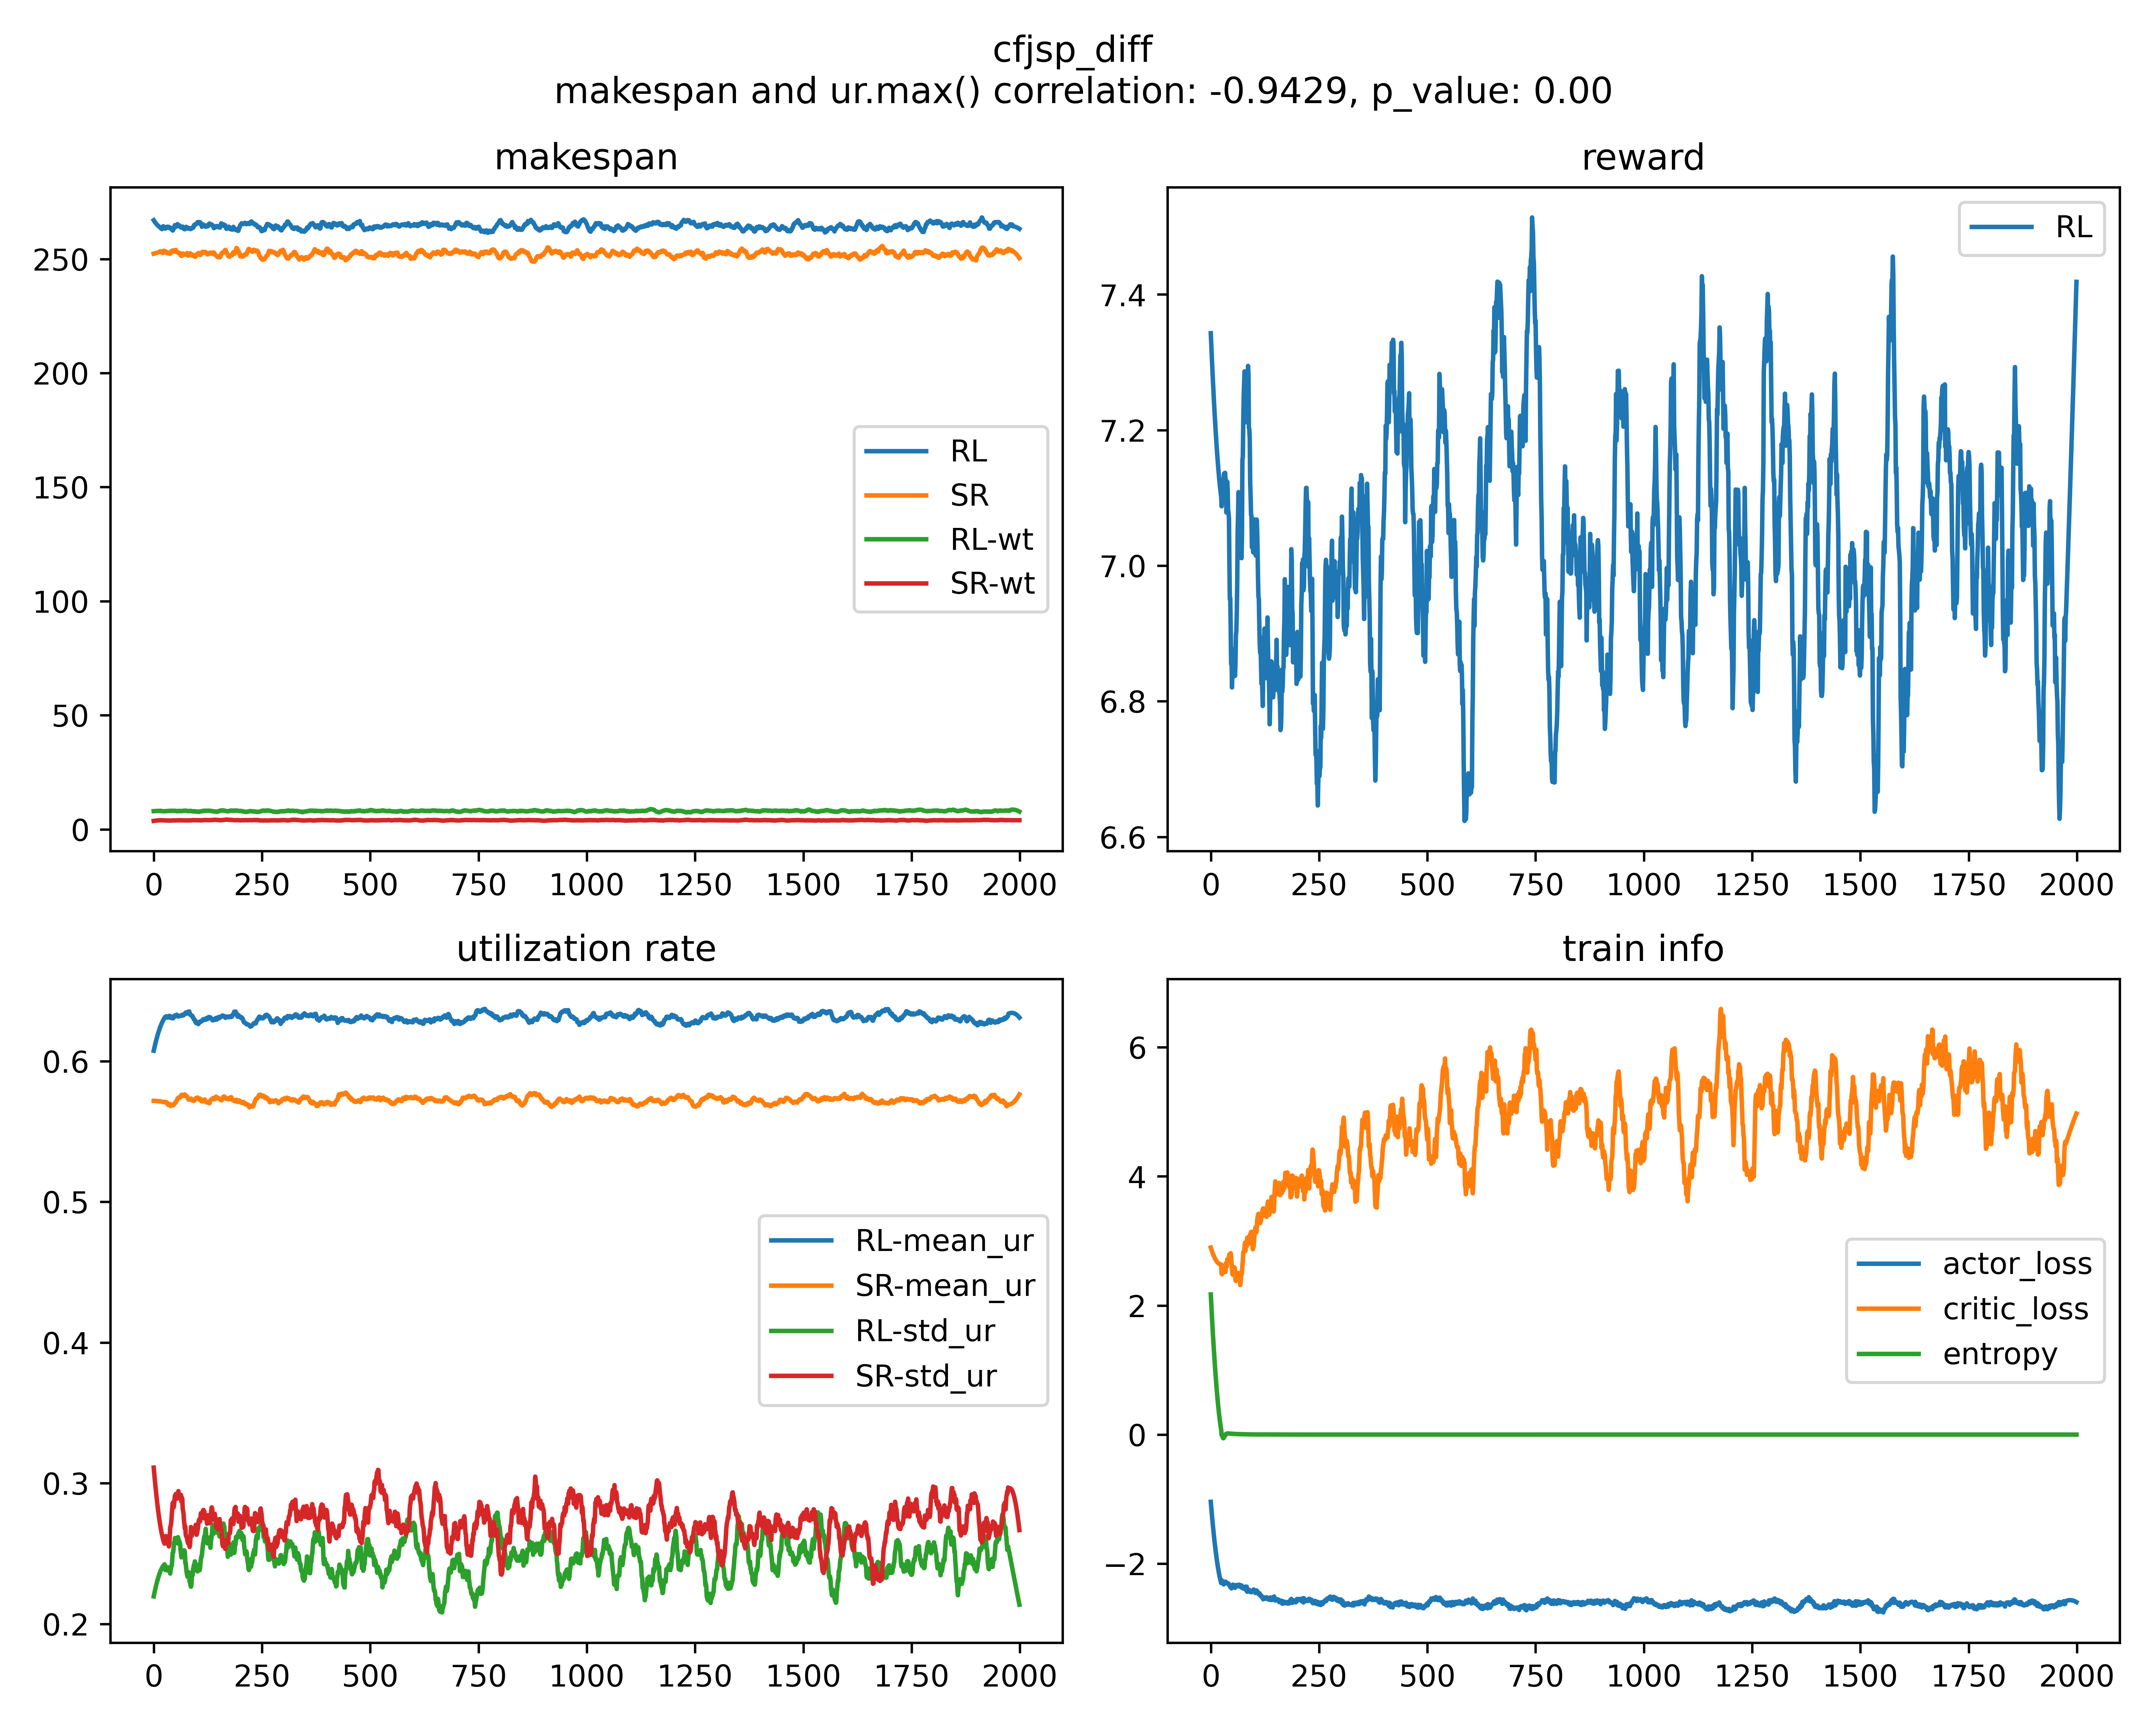 cfjsp_diff
makespan and ur.max() correlation: -0.9429, p_value: 0.00
makespan
250
200
150
100
50
0
0 250 500 750 1000 1250 1500 1750 2000
RL
SR
RL-wt
SR-wt
reward
7.4
7.2
7.0
6.8
6.6
0 250 500 750 1000 1250 1500 1750 2000
RL
utilization rate
0.6
0.5
0.4
0.3
0.2
0 250 500 750 1000 1250 1500 1750 2000
RL-mean_ur
SR-mean_ur
RL-std_ur
SR-std_ur
train info
6
4
2
0
−2
0 250 500 750 1000 1250 1500 1750 2000
actor_loss
critic_loss
entropy